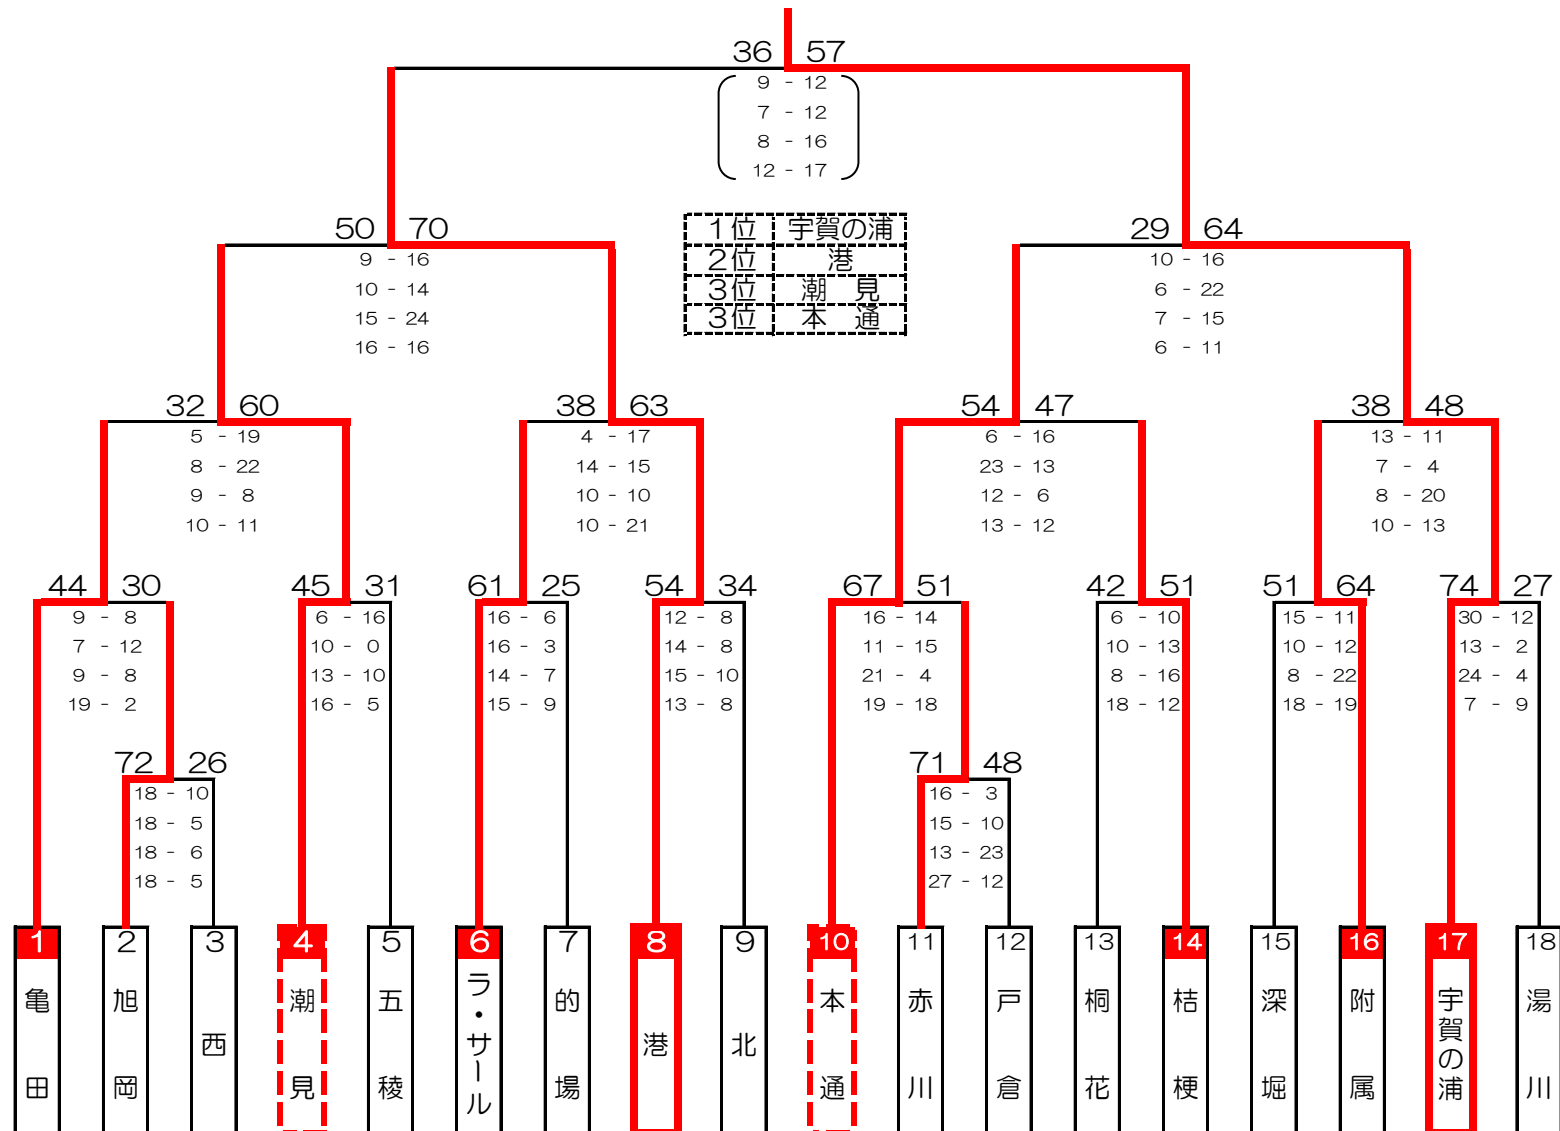 36 57
9 - 12
7 - 12
8 - 16
12 - 17
50 70
9 - 16
10 - 14
15 - 24
16 - 16
1位 宇賀の浦
2位 港
3位 潮 見
3位 本 通
29 64
10 - 16
6 - 22
7 - 15
6 - 11
32 60
5 - 19
8 - 22
9 - 8
10 - 11
38 63
4 - 17
14 - 15
10 - 10
10 - 21
54 47
6 - 16
23 - 13
12 - 6
13 - 12
38 48
13 - 11
7 - 4
8 - 20
10 - 13
44 30
9 - 8
7 - 12
9 - 8
19 - 2
45 31
6 - 16
10 - 0
13 - 10
16 - 5
61 25
16 - 6
16 - 3
14 - 7
15 - 9
54 34
12 - 8
14 - 8
15 - 10
13 - 8
67 51
16 - 14
11 - 15
21 - 4
19 - 18
42 51
6 - 10
10 - 13
8 - 16
18 - 12
51 64
15 - 11
10 - 12
8 - 22
18 - 19
74 27
30 - 12
13 - 2
24 - 4
7 - 9
72 26
18 - 10
18 - 5
18 - 6
18 - 5
71 48
16 - 3
15 - 10
13 - 23
27 - 12
1 亀田
2 旭岡
3 西
4 潮見
5 五稜
6 ラ・サール
7 的場
8 港
9 北
10 本通
11 赤川
12 戸倉
13 桐花
14 桔梗
15 深堀
16 附属
17 宇賀の浦
18 湯川